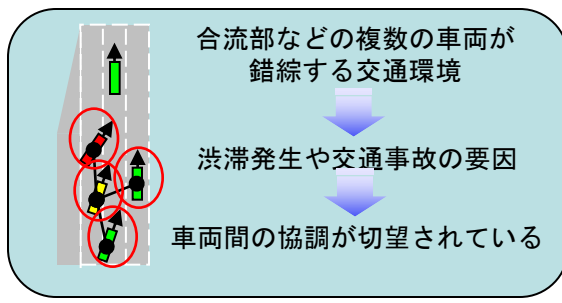 合流部などの複数の車両が
錯綜する交通環境
渋滞発生や交通事故の要因
車両間の協調が切望されている